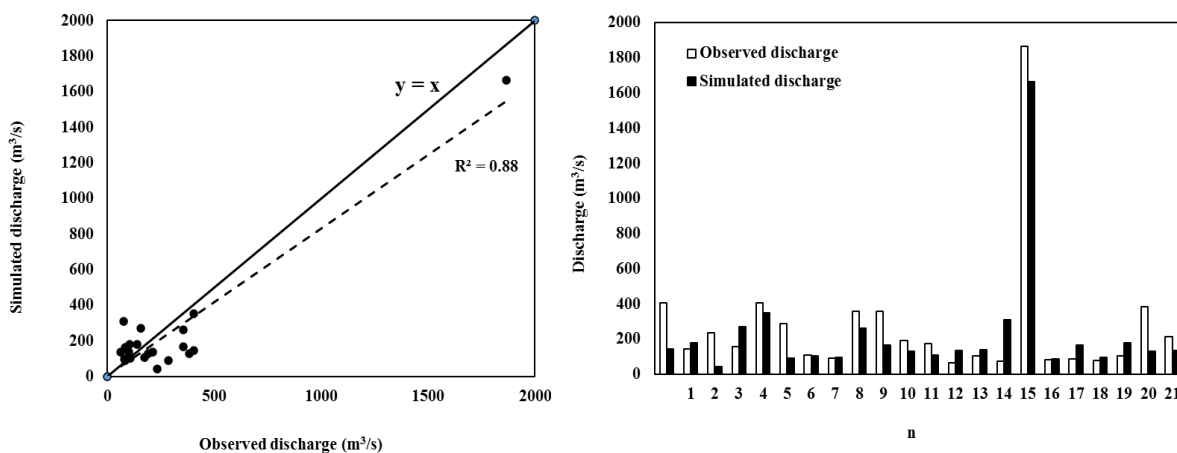 2000
1800
1600
1400
1200
1000
800
600
400
200
0
0 500 1000 1500 2000
Simulated discharge (m³/s)
Observed discharge (m³/s)
y = x
R² = 0.88
2000
1800
1600
1400
1200
1000
800
600
400
200
0
Discharge (m³/s)
Observed discharge
Simulated discharge
1 2 3 4 5 6 7 8 9 10 11 12 13 14 15 16 17 18 19 20 21
n